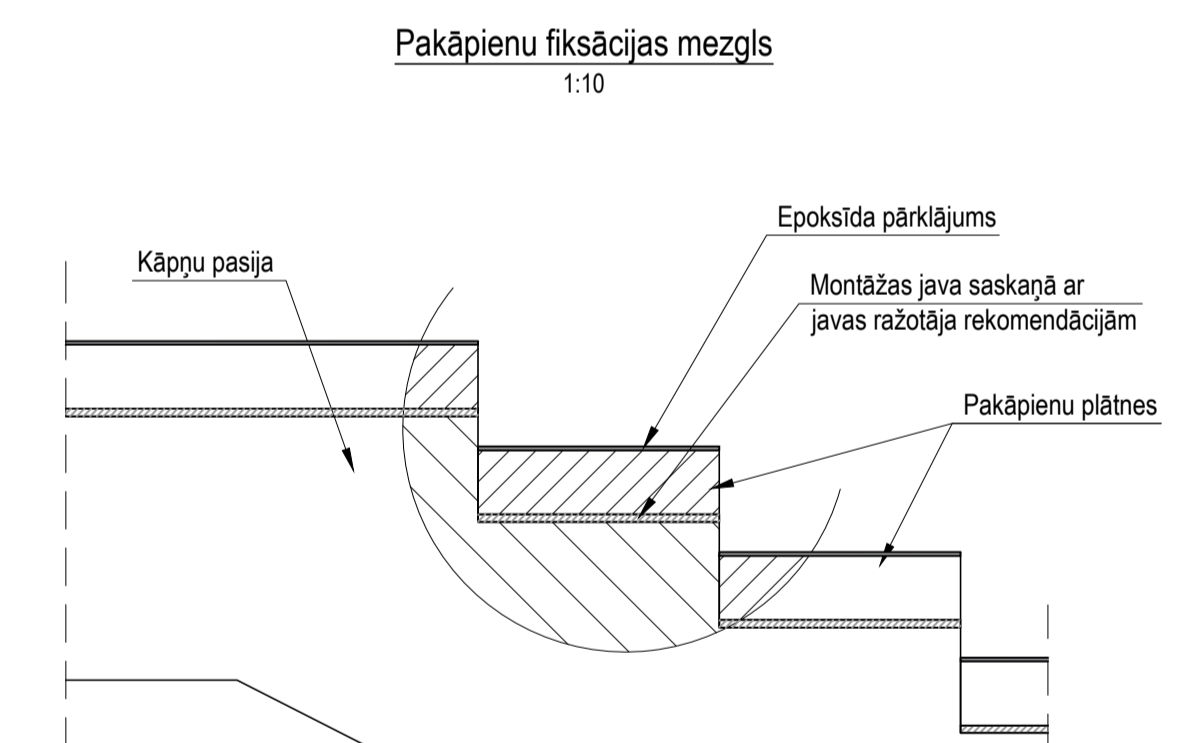 Pakāpienu fiksācijas mezgls
1:10
Epoksīda pārklājums
Kāpņu pasija
Montāžas java saskaņā ar
javas ražotāja rekomendācijām
Pakāpienu plātnes